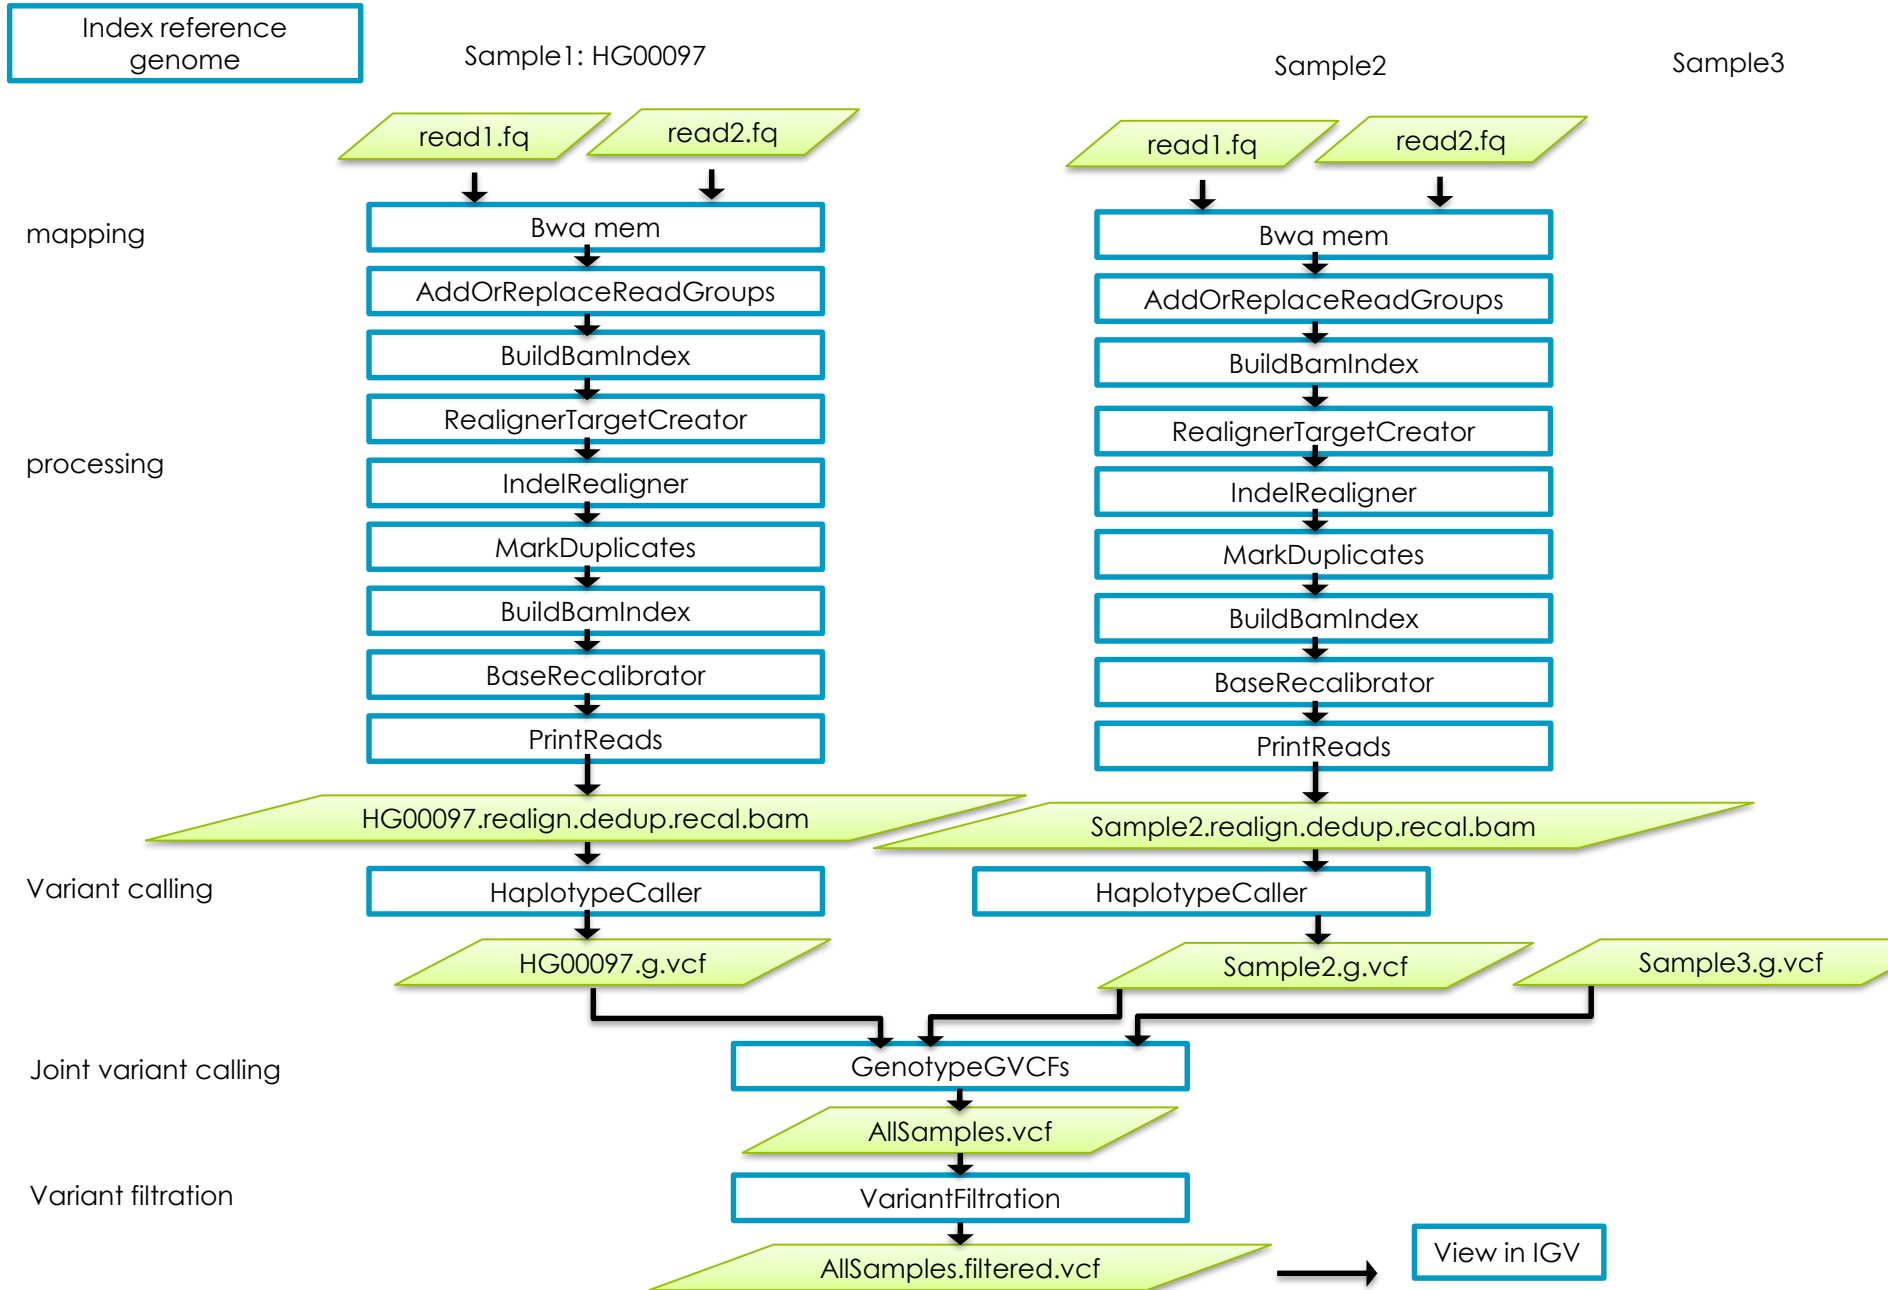 Index reference
genome
Sample1: HG00097
Sample2
Sample3
read1.fq
read2.fq
read1.fq
read2.fq
mapping
Bwa mem
Bwa mem
AddOrReplaceReadGroups
AddOrReplaceReadGroups
BuildBamIndex
BuildBamIndex
RealignerTargetCreator
RealignerTargetCreator
processing
IndelRealigner
IndelRealigner
MarkDuplicates
MarkDuplicates
BuildBamIndex
BuildBamIndex
BaseRecalibrator
BaseRecalibrator
PrintReads
PrintReads
HG00097.realign.dedup.recal.bam
Sample2.realign.dedup.recal.bam
Variant calling
HaplotypeCaller
HaplotypeCaller
HG00097.g.vcf
Sample2.g.vcf
Sample3.g.vcf
Joint variant calling
GenotypeGVCFs
AllSamples.vcf
Variant filtration
VariantFiltration
AllSamples.filtered.vcf
View in IGV